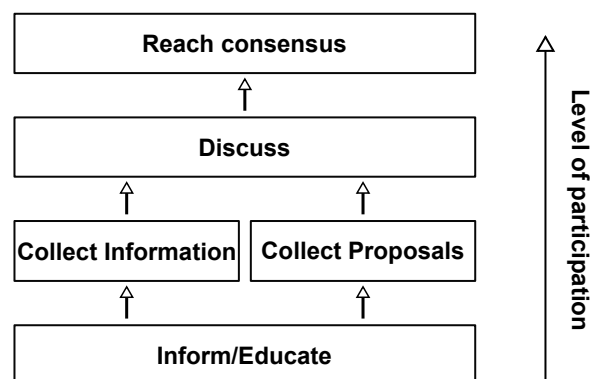 Reach consensus
Discuss
Collect Information
Collect Proposals
Inform/Educate
Level of participation